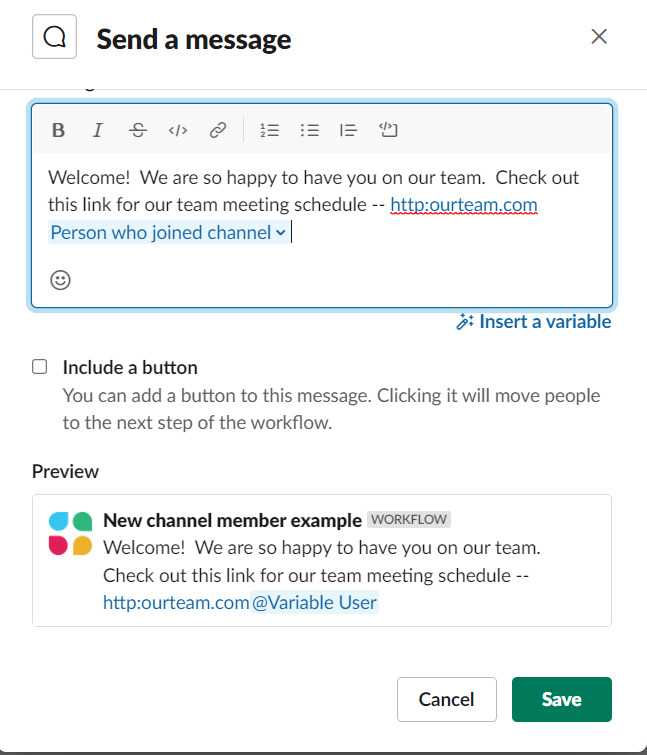 Send a message
B I S </>
Welcome!  We are so happy to have you on our team.  Check out
this link for our team meeting schedule -- http:ourteam.com
Person who joined channel
Insert a variable
Include a button
You can add a button to this message. Clicking it will move people
to the next step of the workflow.
Preview
New channel member example WORKFLOW
Welcome!  We are so happy to have you on our team.
Check out this link for our team meeting schedule --
http:ourteam.com@Variable User
Cancel Save